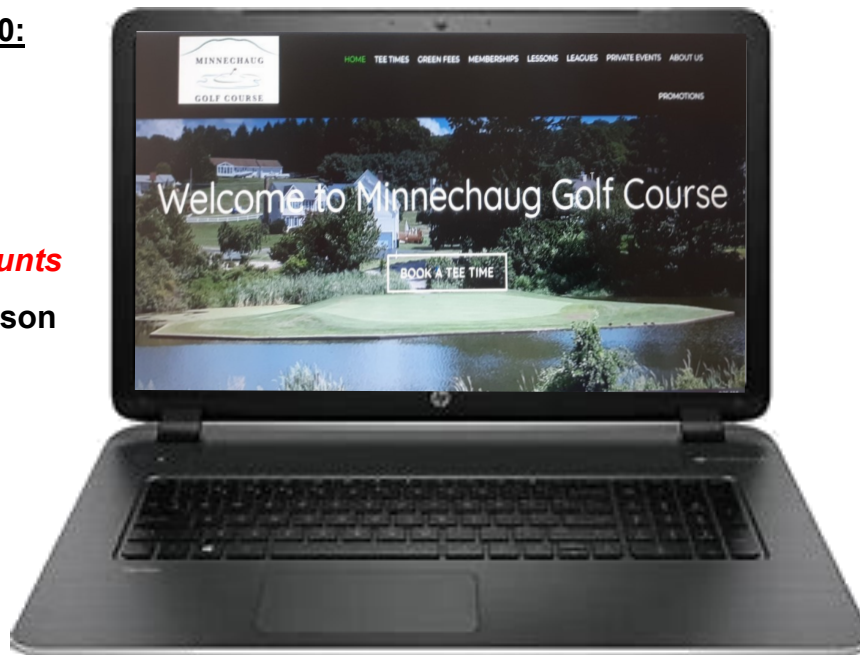 0:
MINNECHAUG
GOLF COURSE
HOME TEE TIMES GREEN FEES MEMBERSHIPS LESSONS LEAGUES PRIVATE EVENTS ABOUT US
PROMOTIONS
Welcome to Minnechaug Golf Course
unts
BOOK A TEE TIME
son
hp